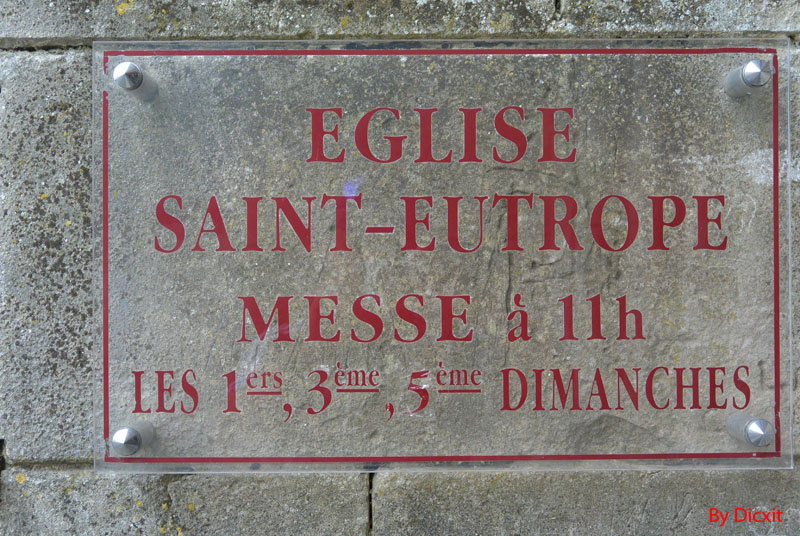 EGLISE
SAINT-EUTROPE
MESSE à 11h
LES 1ers, 3ème, 5ème DIMANCHES
By Dicxit